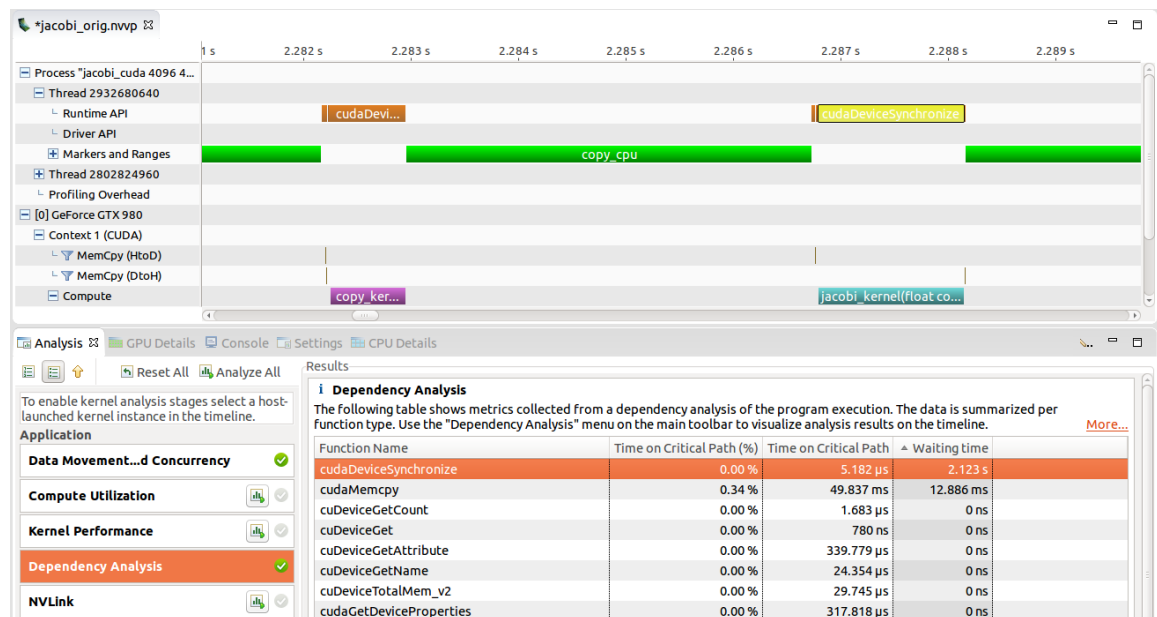 *jacobi_orig.nvvp
1 s 2.282 s 2.283 s 2.284 s 2.285 s 2.286 s 2.287 s 2.288 s 2.289 s
Process "jacobi_cuda 4096 4...
Thread 2932680640
Runtime API cudaDevi... cudaDeviceSynchronize
Driver API
Markers and Ranges copy_cpu
Thread 2802824960
Profiling Overhead
[0] GeForce GTX 980
Context 1 (CUDA)
MemCpy (HtoD)
MemCpy (DtoH)
Compute copy_ker... jacobi_kernel(float co...
Analysis GPU Details Console Settings CPU Details
Reset All Analyze All
To enable kernel analysis stages select a host-
launched kernel instance in the timeline.
Application
Data Movement...d Concurrency
Compute Utilization
Kernel Performance
Dependency Analysis
NVLink
Results
i Dependency Analysis
The following table shows metrics collected from a dependency analysis of the program execution. The data is summarized per
function type. Use the "Dependency Analysis" menu on the main toolbar to visualize analysis results on the timeline. More...
Function Name Time on Critical Path (%) Time on Critical Path Waiting time
cudaDeviceSynchronize 0.00 % 5.182 µs 2.123 s
cudaMemcpy 0.34 % 49.837 ms 12.886 ms
cuDeviceGetCount 0.00 % 1.683 µs 0 ns
cuDeviceGet 0.00 % 780 ns 0 ns
cuDeviceGetAttribute 0.00 % 339.779 µs 0 ns
cuDeviceGetName 0.00 % 24.354 µs 0 ns
cuDeviceTotalMem_v2 0.00 % 29.745 µs 0 ns
cudaGetDeviceProperties 0.00 % 317.818 µs 0 ns